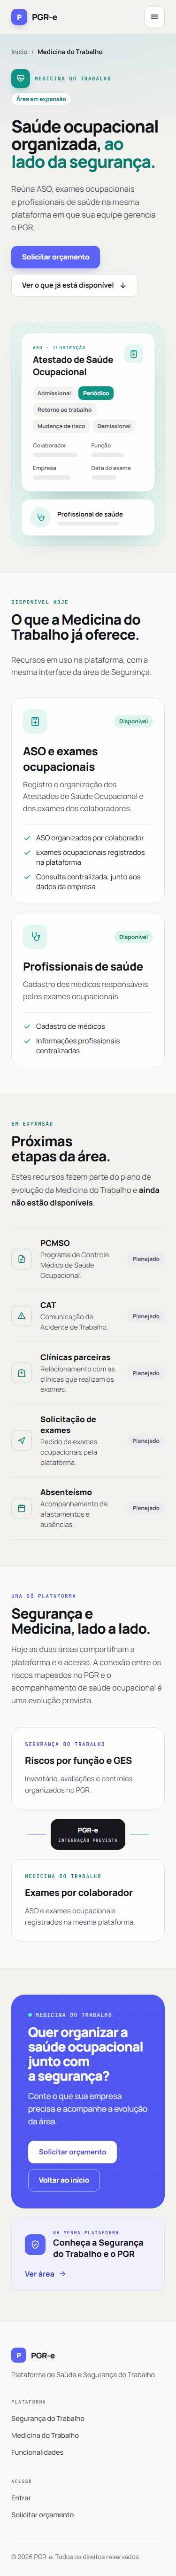 P PGR-e
Início / Medicina do Trabalho
MEDICINA DO TRABALHO
Área em expansão
Saúde ocupacional
organizada, ao
lado da segurança.
Reúna ASO, exames ocupacionais
e profissionais de saúde na mesma
plataforma em que sua equipe gerencia
o PGR.
Solicitar orçamento
Ver o que já está disponível
ASO · ILUSTRAÇÃO
Atestado de Saúde
Ocupacional
Admissional Periódico
Retorno ao trabalho
Mudança de risco Demissional
Colaborador Função
Empresa Data do exame
Profissional de saúde
DISPONÍVEL HOJE
O que a Medicina do
Trabalho já oferece.
Recursos em uso na plataforma, com a
mesma interface da área de Segurança.
Disponível
ASO e exames
ocupacionais
Registro e organização dos
Atestados de Saúde Ocupacional e
dos exames dos colaboradores.
ASO organizados por colaborador
Exames ocupacionais registrados
na plataforma
Consulta centralizada, junto aos
dados da empresa
Disponível
Profissionais de saúde
Cadastro dos médicos responsáveis
pelos exames ocupacionais.
Cadastro de médicos
Informações profissionais
centralizadas
EM EXPANSÃO
Próximas
etapas da área.
Estes recursos fazem parte do plano de
evolução da Medicina do Trabalho e ainda
não estão disponíveis.
PCMSO
Programa de Controle
Médico de Saúde
Ocupacional.
Planejado
CAT
Comunicação de
Acidente de Trabalho.
Planejado
Clínicas parceiras
Relacionamento com as
clínicas que realizam os
exames.
Planejado
Solicitação de
exames
Pedido de exames
ocupacionais pela
plataforma.
Planejado
Absenteísmo
Acompanhamento de
afastamentos e
ausências.
Planejado
UMA SÓ PLATAFORMA
Segurança e
Medicina, lado a lado.
Hoje as duas áreas compartilham a
plataforma e o acesso. A conexão entre os
riscos mapeados no PGR e o
acompanhamento de saúde ocupacional é
uma evolução prevista.
SEGURANÇA DO TRABALHO
Riscos por função e GES
Inventário, avaliações e controles
organizados no PGR.
PGR-e
INTEGRAÇÃO PREVISTA
MEDICINA DO TRABALHO
Exames por colaborador
ASO e exames ocupacionais
registrados na mesma plataforma.
MEDICINA DO TRABALHO
Quer organizar a
saúde ocupacional
junto com
a segurança?
Conte o que sua empresa
precisa e acompanhe a evolução
da área.
Solicitar orçamento
Voltar ao início
NA MESMA PLATAFORMA
Conheça a Segurança
do Trabalho e o PGR
Ver área
P PGR-e
Plataforma de Saúde e Segurança do Trabalho.
PLATAFORMA
Segurança do Trabalho
Medicina do Trabalho
Funcionalidades
ACESSO
Entrar
Solicitar orçamento
© 2026 PGR-e. Todos os direitos reservados.